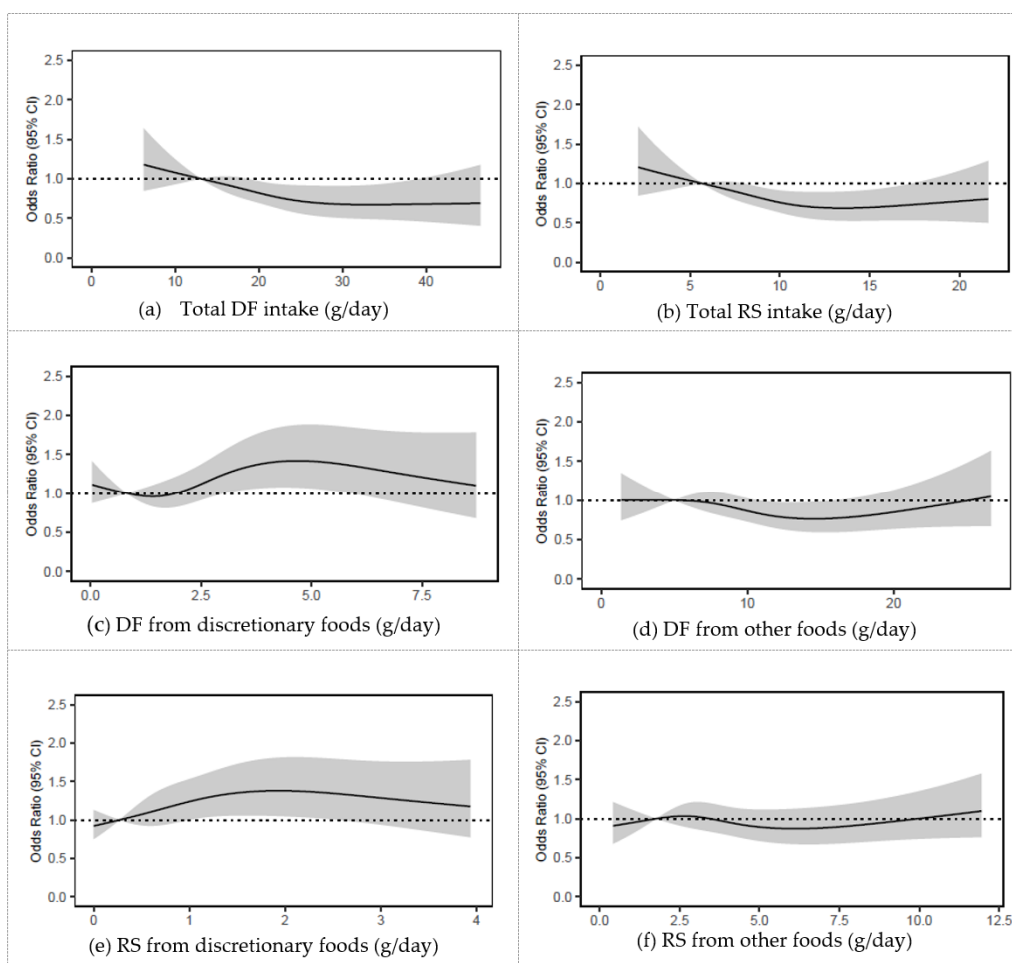 2.5
2.0
1.5
1.0
0.5
0.0
Odds Ratio (95% CI)
0 10 20 30 40
(a) Total DF intake (g/day)
2.5
2.0
1.5
1.0
0.5
0.0
Odds Ratio (95% CI)
0 5 10 15 20
(b) Total RS intake (g/day)
2.5
2.0
1.5
1.0
0.5
0.0
Odds Ratio (95% CI)
0.0 2.5 5.0 7.5
(c) DF from discretionary foods (g/day)
2.5
2.0
1.5
1.0
0.5
0.0
Odds Ratio (95% CI)
0 10 20
(d) DF from other foods (g/day)
2.5
2.0
1.5
1.0
0.5
0.0
Odds Ratio (95% CI)
0 1 2 3 4
(e) RS from discretionary foods (g/day)
2.5
2.0
1.5
1.0
0.5
0.0
Odds Ratio (95% CI)
0.0 2.5 5.0 7.5 10.0 12.5
(f) RS from other foods (g/day)